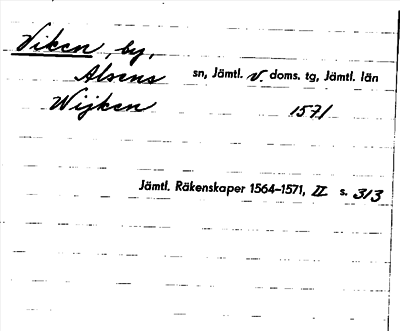 Viken, by,
Alsens sn, Jämtl. v. doms. tg, Jämtl. län
Wijken 1571
Jämtl. Räkenskaper 1564–1571, II s. 313